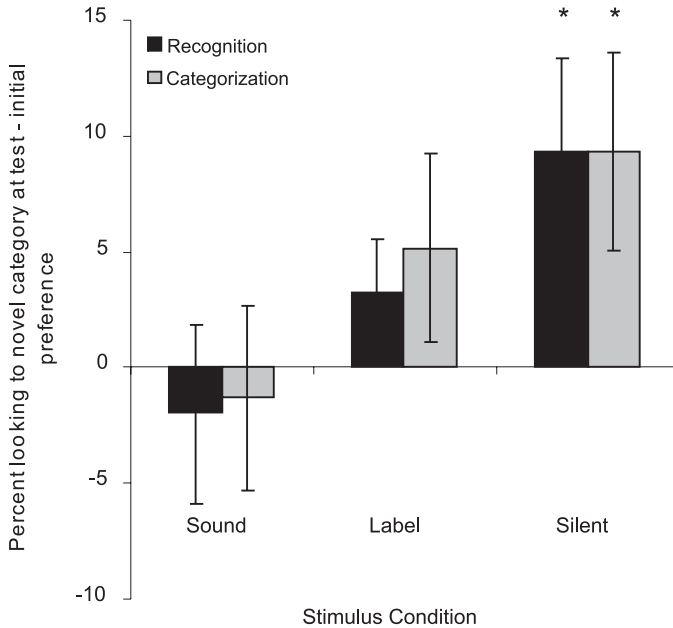 15
* *
Recognition
Categorization
10
5
0
-5
-10
Percent looking to novel category at test - initial
preference
Sound Label Silent
Stimulus Condition